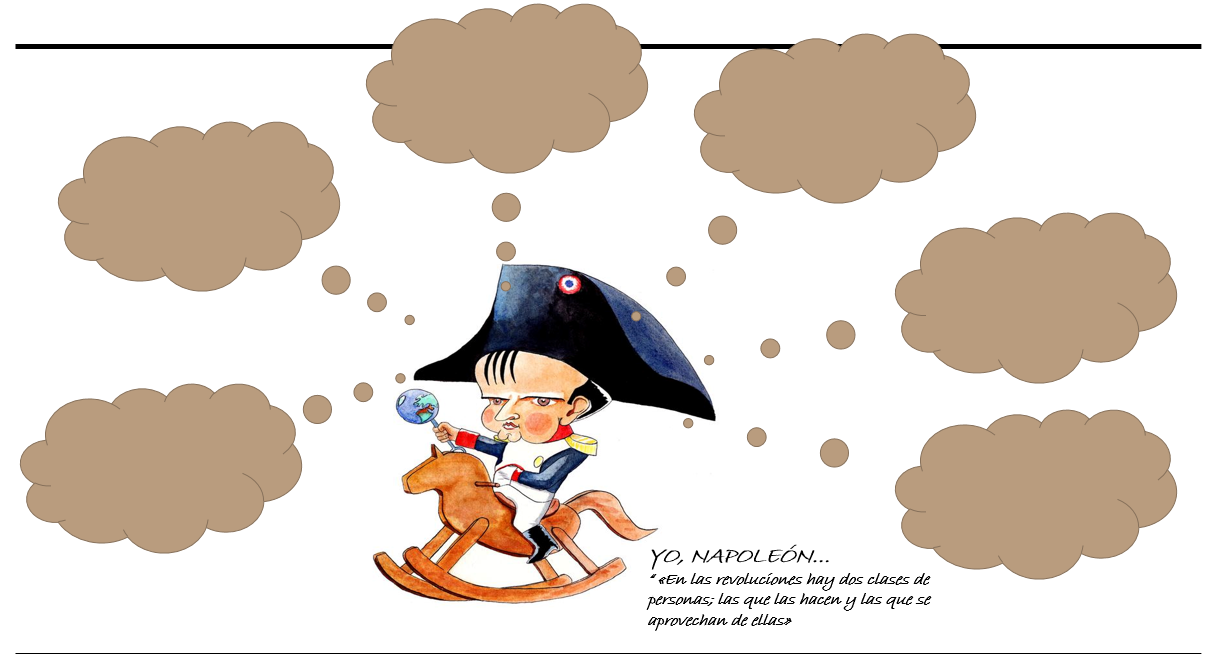 YO, NAPOLEÓN...
" «En las revoluciones hay dos clases de
personas; las que las hacen y las que se
aprovechan de ellas»